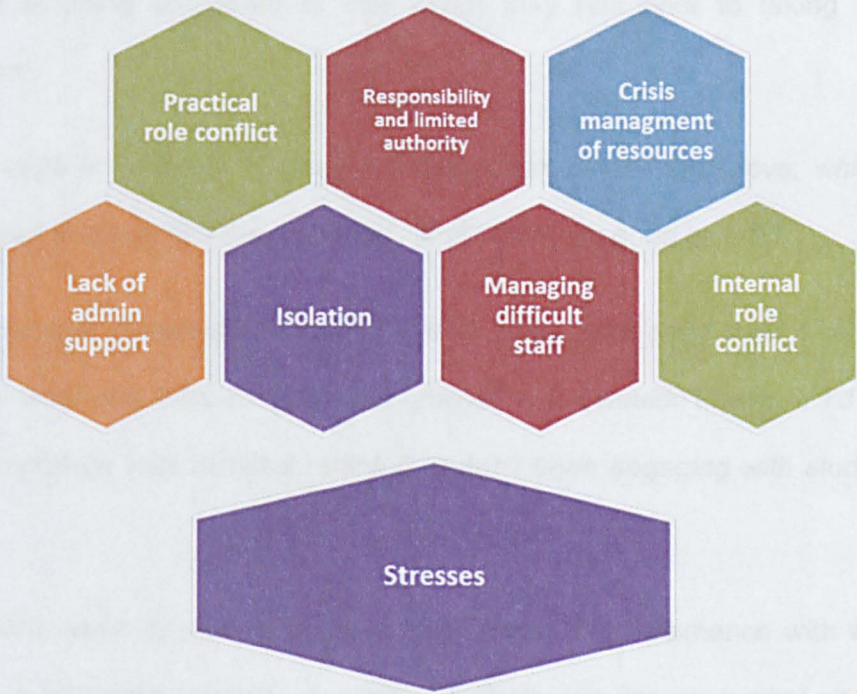 Practical
role conflict
Responsibility
and limited
authority
Crisis
managment
of resources
Lack of
admin
support
Isolation
Managing
difficult
staff
Internal
role
conflict
Stresses